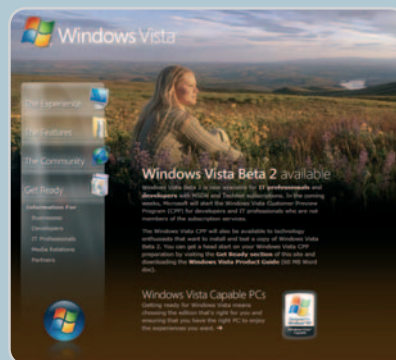 Windows Vista
The Experience
The Features
The Community
Get Ready
Information For
Businesses
Developers
IT Professionals
Media Relations
Partners
Windows Vista Beta 2 available
Windows Vista Beta 2 is now available for IT professionals and
developers with MSDN and TechNet subscriptions. In the coming
weeks, Microsoft will start the Windows Vista Customer Preview
Program (CPP) for developers and IT professionals who are not
members of the subscription services.
The Windows Vista CPP will also be available to technology
enthusiasts that want to install and test a copy of Windows Vista
Beta 2. You can get a head start on your Windows Vista CPP
preparation by visiting the Get Ready section of this site and
downloading the Windows Vista Product Guide (60 MB Word
doc).
Windows Vista Capable PCs
Getting ready for Windows Vista means
choosing the edition that's right for you and
ensuring that you have the right PC to enjoy
the experiences you want.